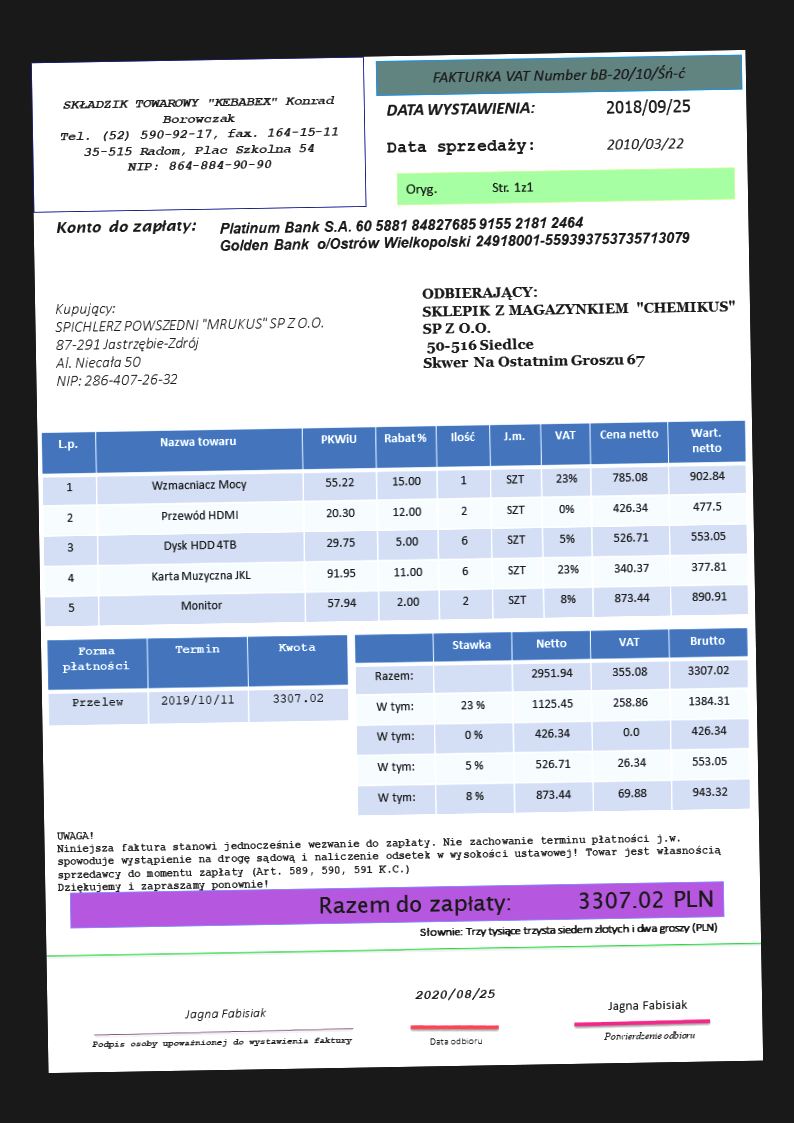 SKŁADZIK TOWAROWY "KEBABEX" Konrad
Borowczak
Tel. (52) 590-92-17, fax. 164-15-11
35-515 Radom, Plac Szkolna 54
NIP: 864-884-90-90
FAKTURKA VAT Number bB-20/10/Śń-ć
DATA WYSTAWIENIA: 2018/09/25
Data sprzedaży: 2010/03/22
Oryg. Str. 1z1
Konto do zapłaty: Platinum Bank S.A. 60 5881 84827685 9155 2181 2464
Golden Bank o/Ostrów Wielkopolski 24918001-559393753735713079
Kupujący:
SPICHLERZ POWSZEDNI "MRUKUS" SP Z O.O.
87-291 Jastrzębie-Zdrój
Al. Niecała 50
NIP: 286-407-26-32
ODBIERAJĄCY:
SKLEPIK Z MAGAZYNKIEM "CHEMIKUS"
SP Z O.O.
50-516 Siedlce
Skwer Na Ostatnim Groszu 67
L.p. Nazwa towaru PKWiU Rabat % Ilość J.m. VAT Cena netto Wart. netto
1 Wzmacniacz Mocy 55.22 15.00 1 SZT 23% 785.08 902.84
2 Przewód HDMI 20.30 12.00 2 SZT 0% 426.34 477.5
3 Dysk HDD 4TB 29.75 5.00 6 SZT 5% 526.71 553.05
4 Karta Muzyczna JKL 91.95 11.00 6 SZT 23% 340.37 377.81
5 Monitor 57.94 2.00 2 SZT 8% 873.44 890.91
Forma płatności Termin Kwota
Przelew 2019/10/11 3307.02
Stawka Netto VAT Brutto
Razem: 2951.94 355.08 3307.02
W tym: 23 % 1125.45 258.86 1384.31
W tym: 0 % 426.34 0.0 426.34
W tym: 5 % 526.71 26.34 553.05
W tym: 8 % 873.44 69.88 943.32
UWAGA!
Niniejsza faktura stanowi jednocześnie wezwanie do zapłaty. Nie zachowanie terminu płatności j.w.
spowoduje wystąpienie na drogę sądową i naliczenie odsetek w wysokości ustawowej! Towar jest własnością
sprzedawcy do momentu zapłaty (Art. 589, 590, 591 K.C.)
Dziękujemy i zapraszamy ponownie!
Razem do zapłaty: 3307.02 PLN
Słownie: Trzy tysiące trzysta siedem złotych i dwa groszy (PLN)
Jagna Fabisiak
Podpis osoby upoważnionej do wystawienia faktury
2020/08/25
Data odbioru
Jagna Fabisiak
Potwierdzenie odbioru